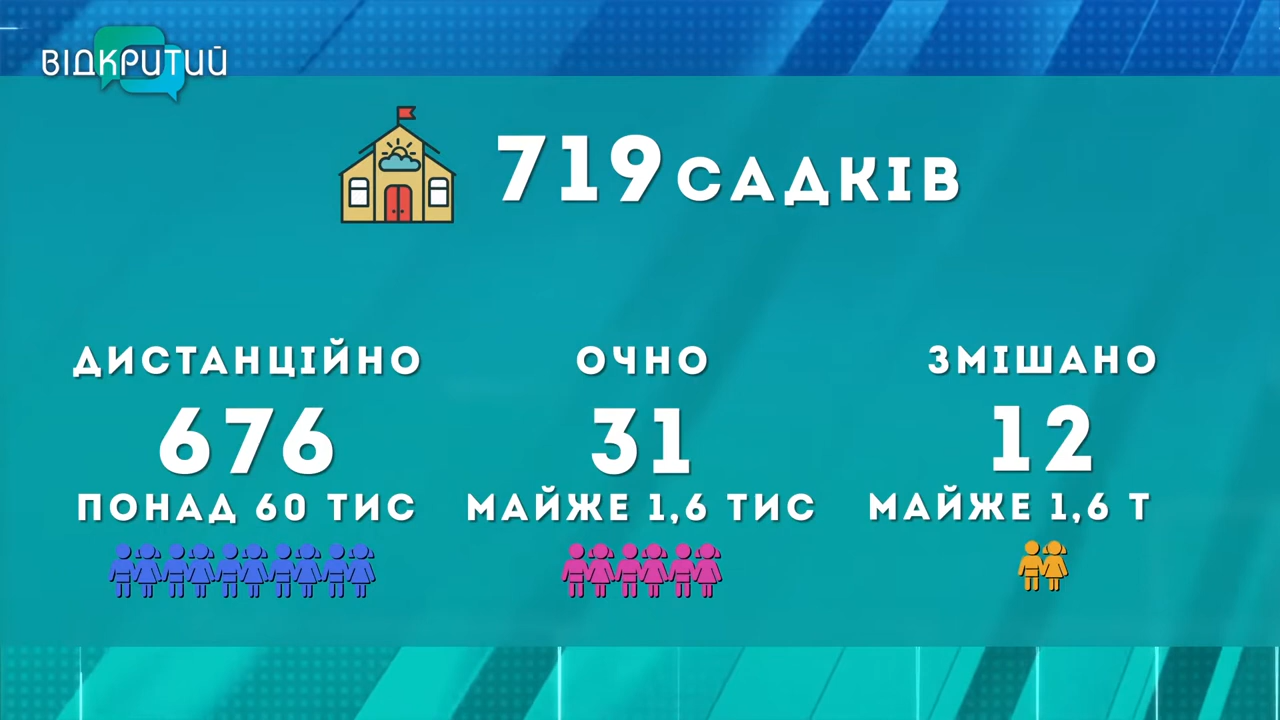 ВІДКРИТИЙ
719 САДКІВ
ДИСТАНЦІЙНО
676
ПОНАД 60 ТИС
ОЧНО
31
МАЙЖЕ 1,6 ТИС
ЗМІШАНО
12
МАЙЖЕ 1,6 Т